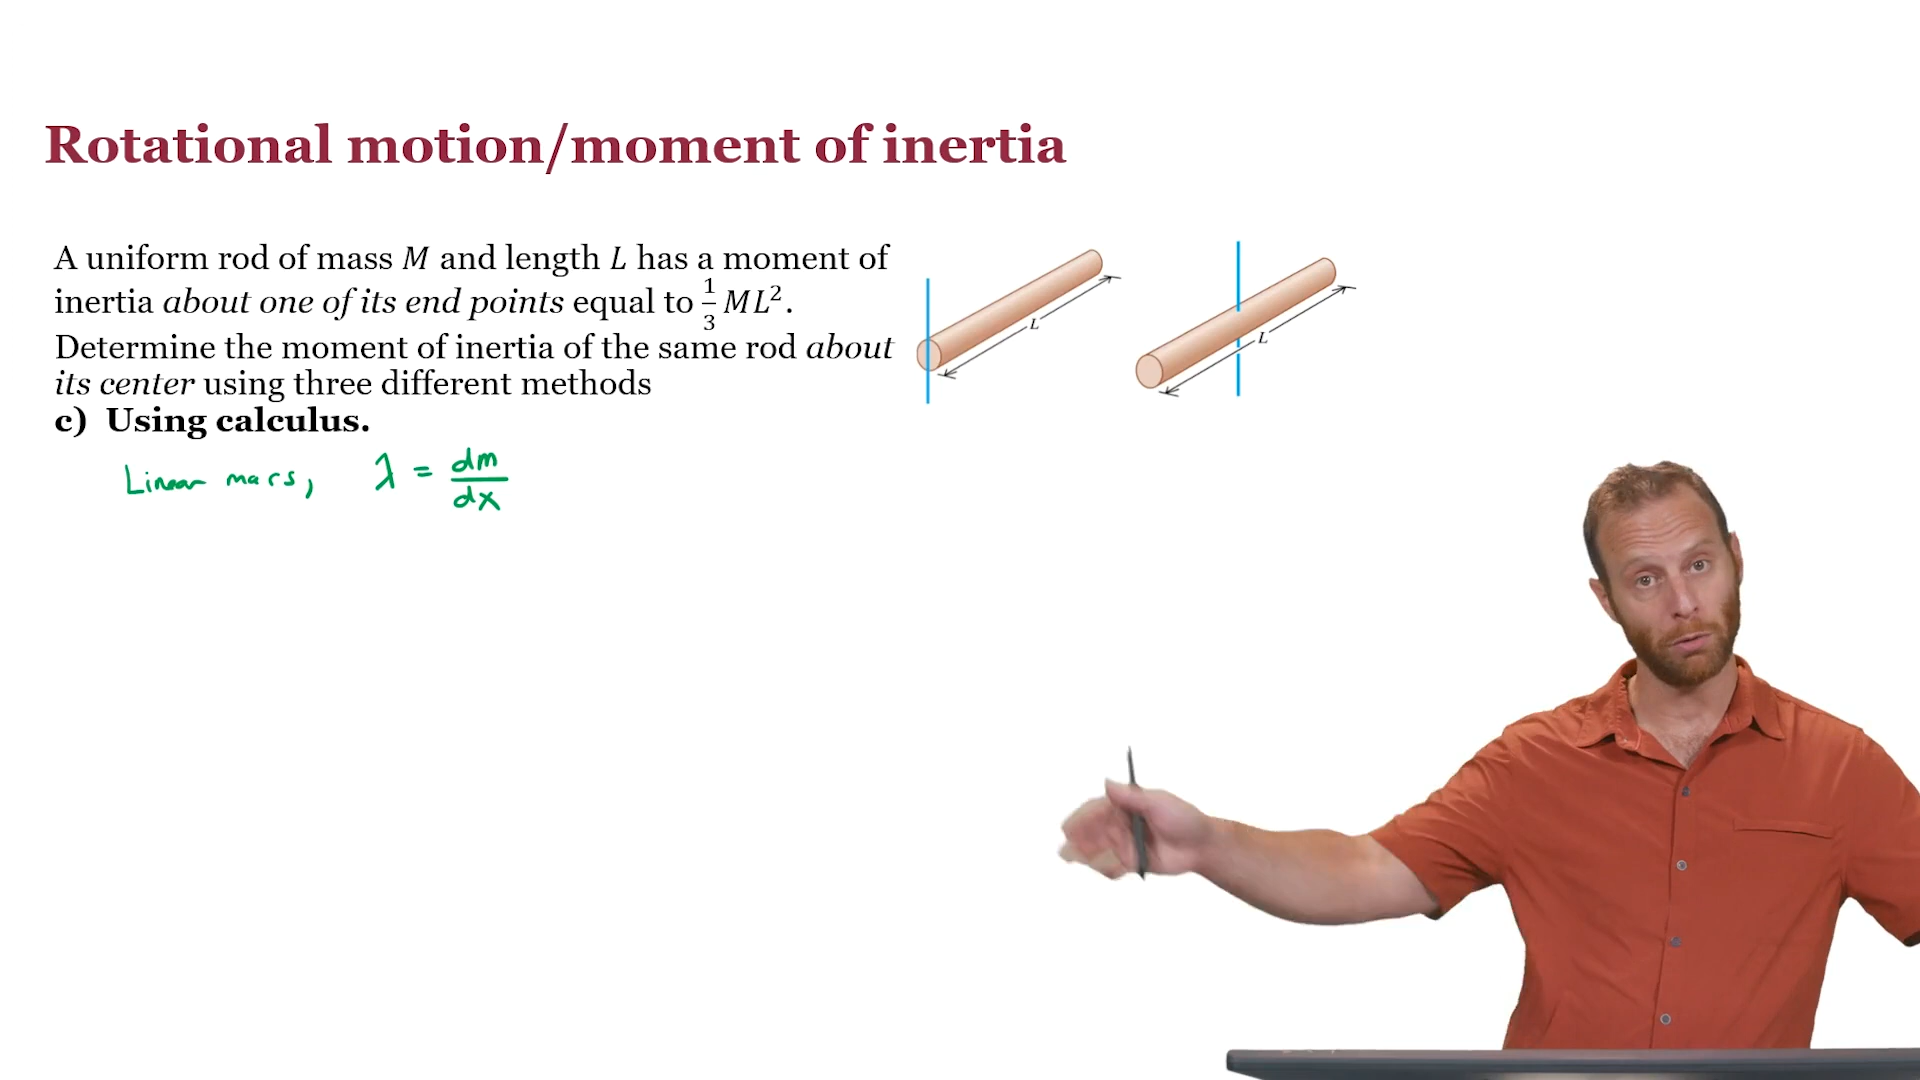 Rotational motion/moment of inertia
A uniform rod of mass M and length L has a moment of
inertia about one of its end points equal to 1/3 ML².
Determine the moment of inertia of the same rod about
its center using three different methods
c) Using calculus.
Linear mass, λ = dm/dx
L
L